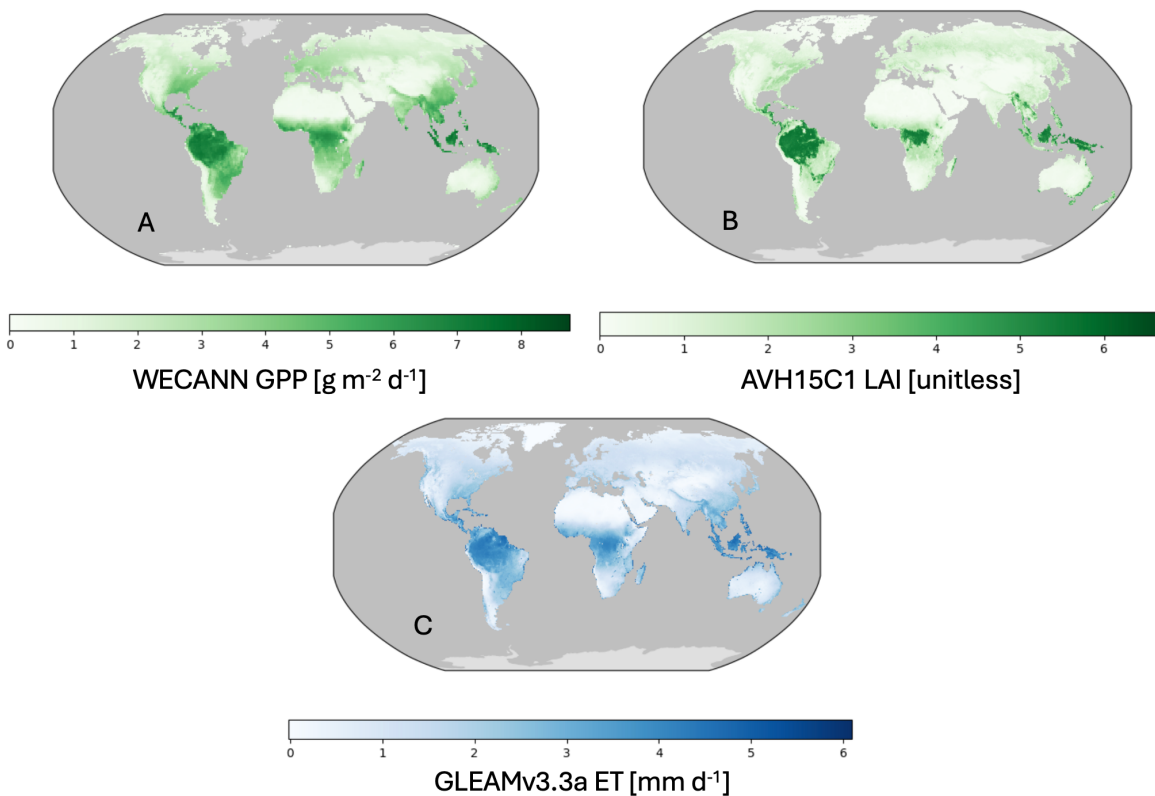 A
B
0 1 2 3 4 5 6 7 8
0 1 2 3 4 5 6
WECANN GPP [g m⁻² d⁻¹]
AVH15C1 LAI [unitless]
C
0 1 2 3 4 5 6
GLEAMv3.3a ET [mm d⁻¹]